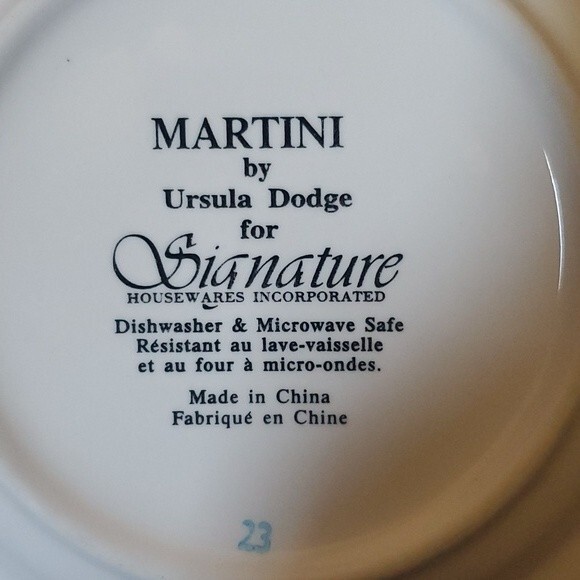 MARTINI
by
Ursula Dodge
for
Signature
HOUSEWARES INCORPORATED
Dishwasher & Microwave Safe
Résistant au lave-vaisselle
et au four à micro-ondes.
Made in China
Fabriqué en Chine
23